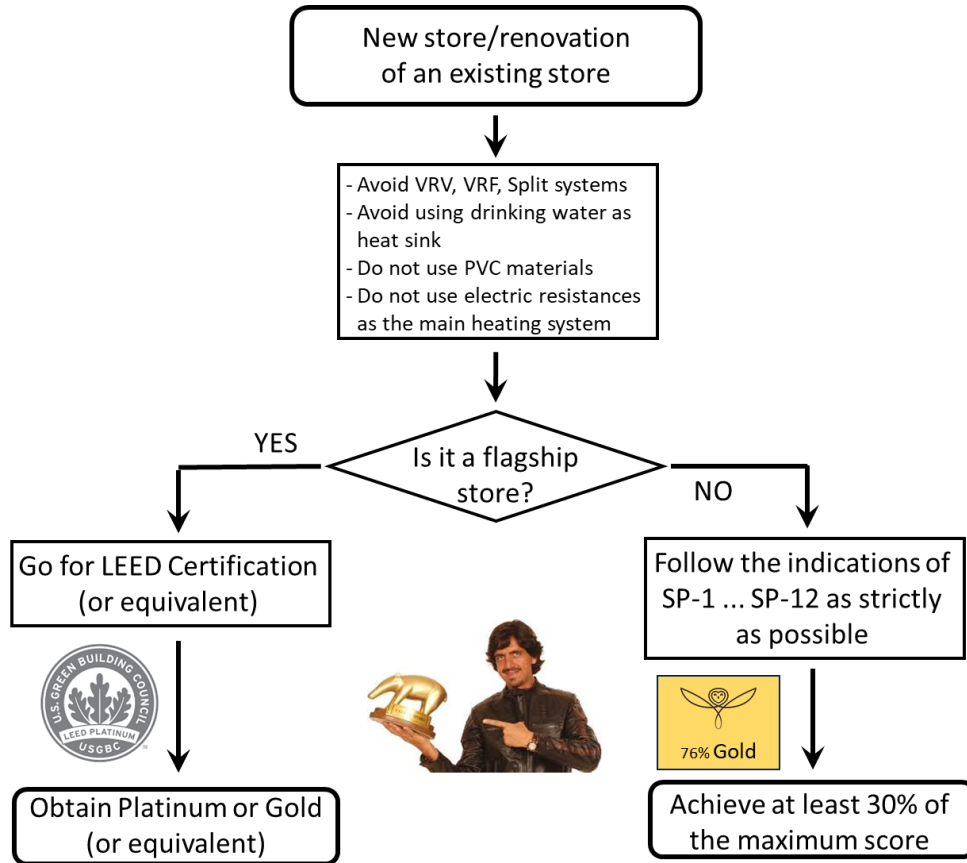 New store/renovation
of an existing store
- Avoid VRV, VRF, Split systems
- Avoid using drinking water as
heat sink
- Do not use PVC materials
- Do not use electric resistances
as the main heating system
Is it a flagship
store?
YES
NO
Go for LEED Certification
(or equivalent)
Follow the indications of
SP-1 ... SP-12 as strictly
as possible
U.S. GREEN BUILDING COUNCIL
LEED PLATINUM
USGBC
76% Gold
Obtain Platinum or Gold
(or equivalent)
Achieve at least 30% of
the maximum score